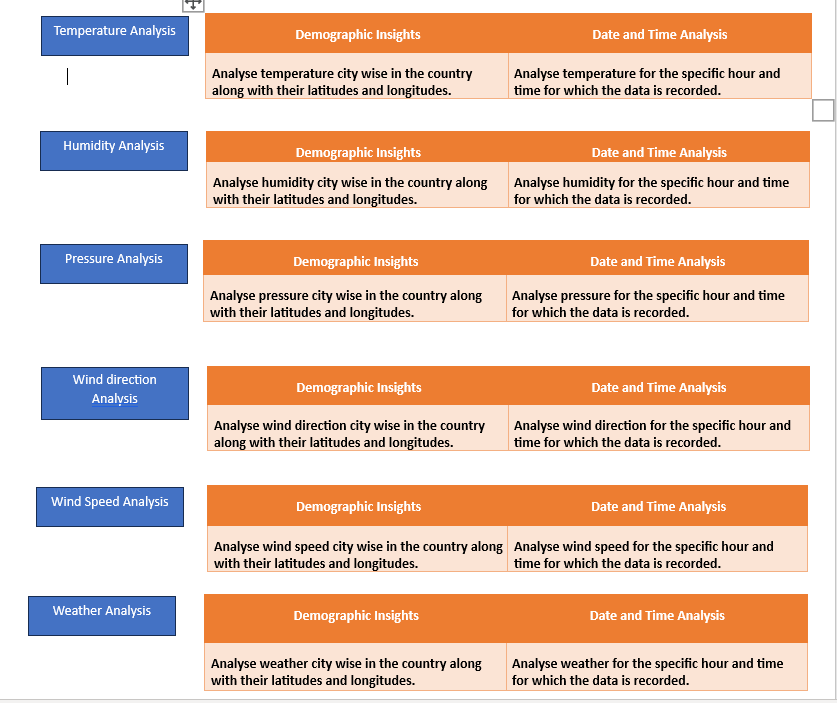 Temperature Analysis
Demographic Insights
Date and Time Analysis
Analyse temperature city wise in the country
along with their latitudes and longitudes.
Analyse temperature for the specific hour and
time for which the data is recorded.
Humidity Analysis
Demographic Insights
Date and Time Analysis
Analyse humidity city wise in the country along
with their latitudes and longitudes.
Analyse humidity for the specific hour and time
for which the data is recorded.
Pressure Analysis
Demographic Insights
Date and Time Analysis
Analyse pressure city wise in the country along
with their latitudes and longitudes.
Analyse pressure for the specific hour and time
for which the data is recorded.
Wind direction
Analysis
Demographic Insights
Date and Time Analysis
Analyse wind direction city wise in the country
along with their latitudes and longitudes.
Analyse wind direction for the specific hour and
time for which the data is recorded.
Wind Speed Analysis
Demographic Insights
Date and Time Analysis
Analyse wind speed city wise in the country along
with their latitudes and longitudes.
Analyse wind speed for the specific hour and
time for which the data is recorded.
Weather Analysis
Demographic Insights
Date and Time Analysis
Analyse weather city wise in the country along
with their latitudes and longitudes.
Analyse weather for the specific hour and time
for which the data is recorded.